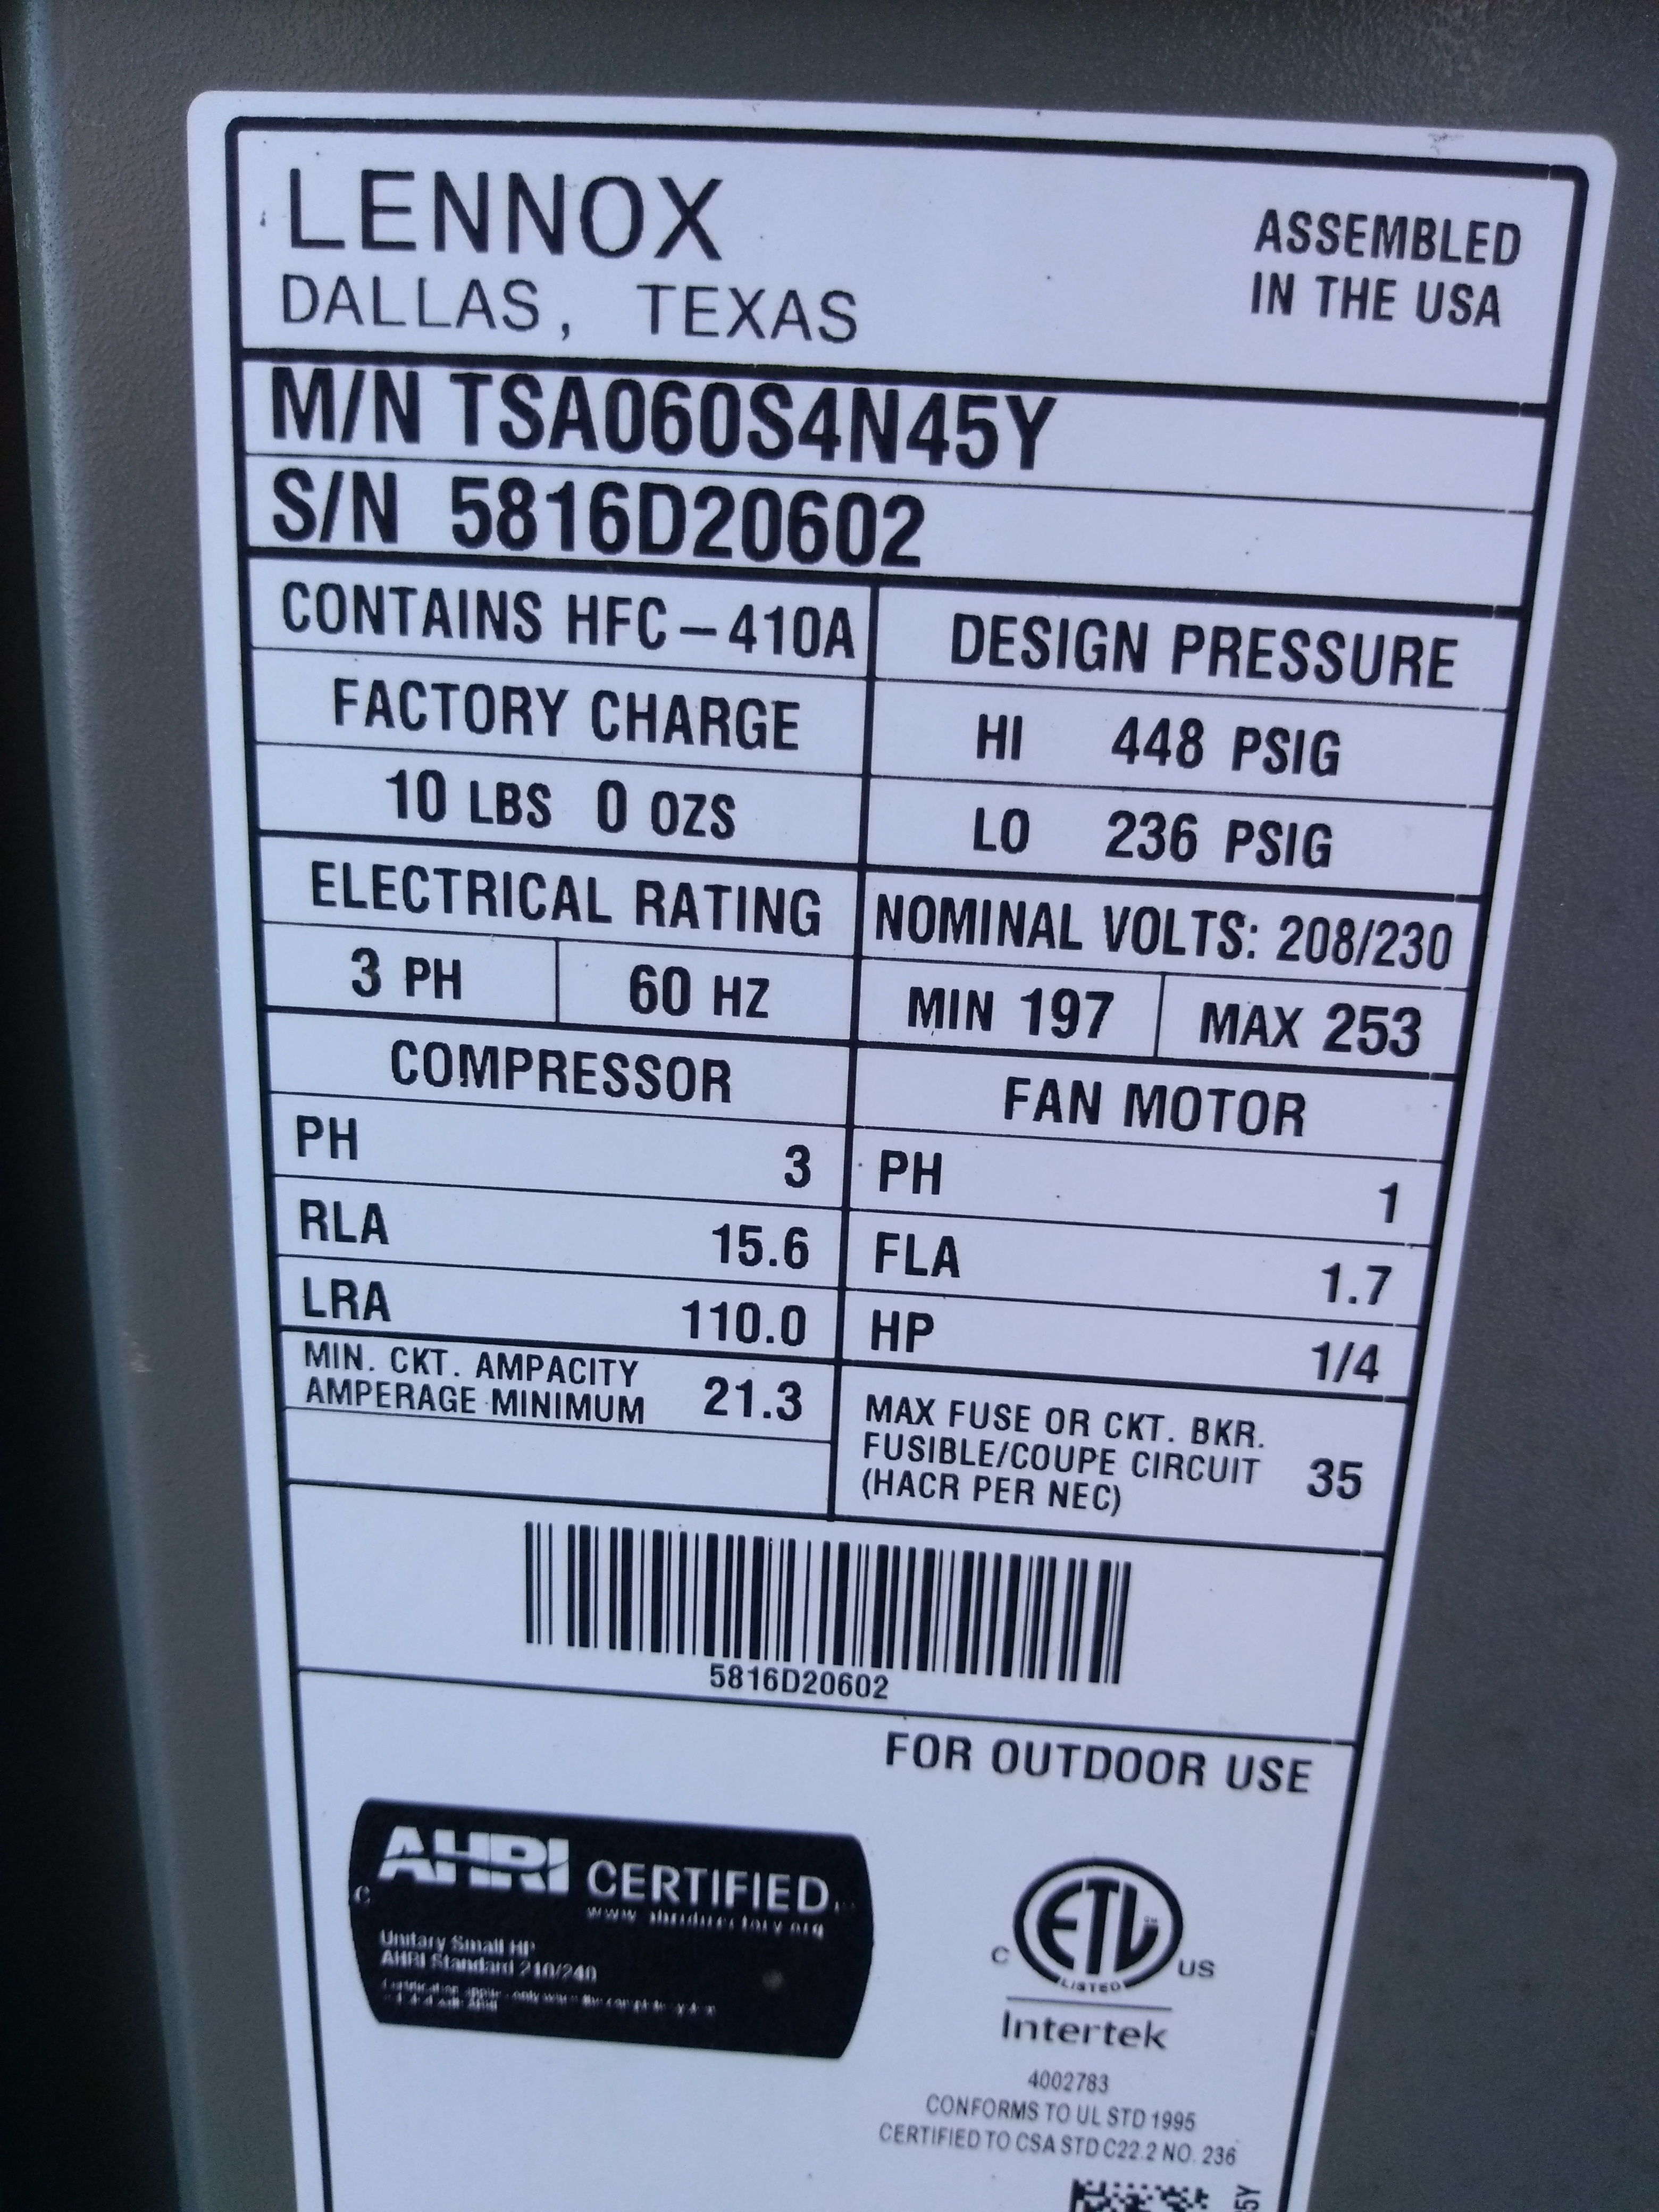 LENNOX
DALLAS, TEXAS
ASSEMBLED
IN THE USA
M/N TSA060S4N45Y
S/N 5816D20602
CONTAINS HFC-410A
DESIGN PRESSURE
FACTORY CHARGE
HI 448 PSIG
10 LBS 0 OZS
LO 236 PSIG
ELECTRICAL RATING
NOMINAL VOLTS: 208/230
3 PH 60 HZ
MIN 197 MAX 253
COMPRESSOR
FAN MOTOR
PH 3
PH 1
RLA 15.6
FLA 1.7
LRA 110.0
HP 1/4
MIN. CKT. AMPACITY
AMPERAGE MINIMUM 21.3
MAX FUSE OR CKT. BKR.
FUSIBLE/COUPE CIRCUIT 35
(HACR PER NEC)
5816D20602
FOR OUTDOOR USE
AHRI CERTIFIED
www.ahridirectory.org
Unitary Small HP
AHRI Standard 210/240
C ETL US
LISTED
Intertek
4002783
CONFORMS TO UL STD 1995
CERTIFIED TO CSA STD C22.2 NO. 236
5Y